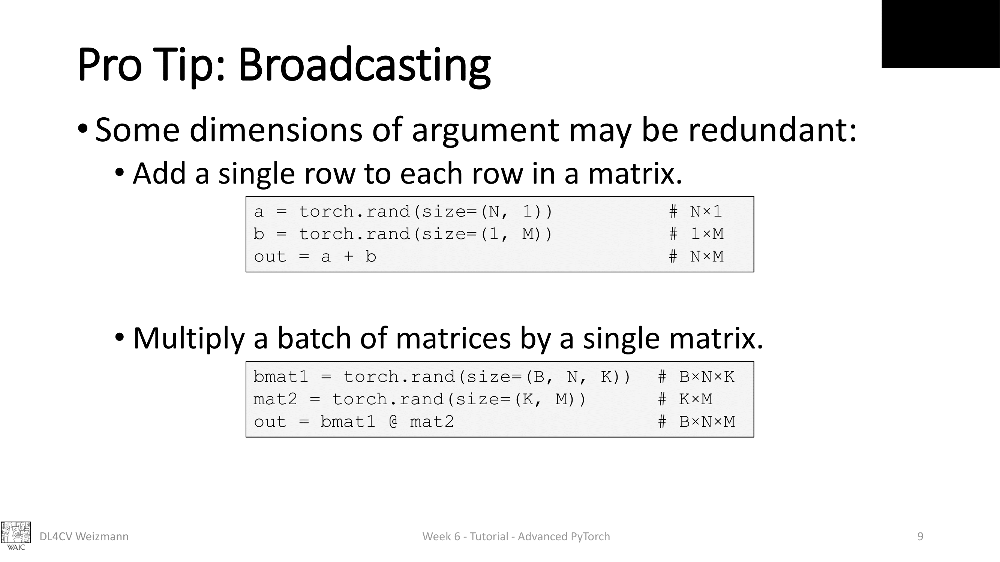 Pro Tip: Broadcasting
• Some dimensions of argument may be redundant:
• Add a single row to each row in a matrix.
a = torch.rand(size=(N, 1)) # N×1
b = torch.rand(size=(1, M)) # 1×M
out = a + b # N×M
• Multiply a batch of matrices by a single matrix.
bmat1 = torch.rand(size=(B, N, K)) # B×N×K
mat2 = torch.rand(size=(K, M)) # K×M
out = bmat1 @ mat2 # B×N×M
WAIC
DL4CV Weizmann
Week 6 - Tutorial - Advanced PyTorch
9